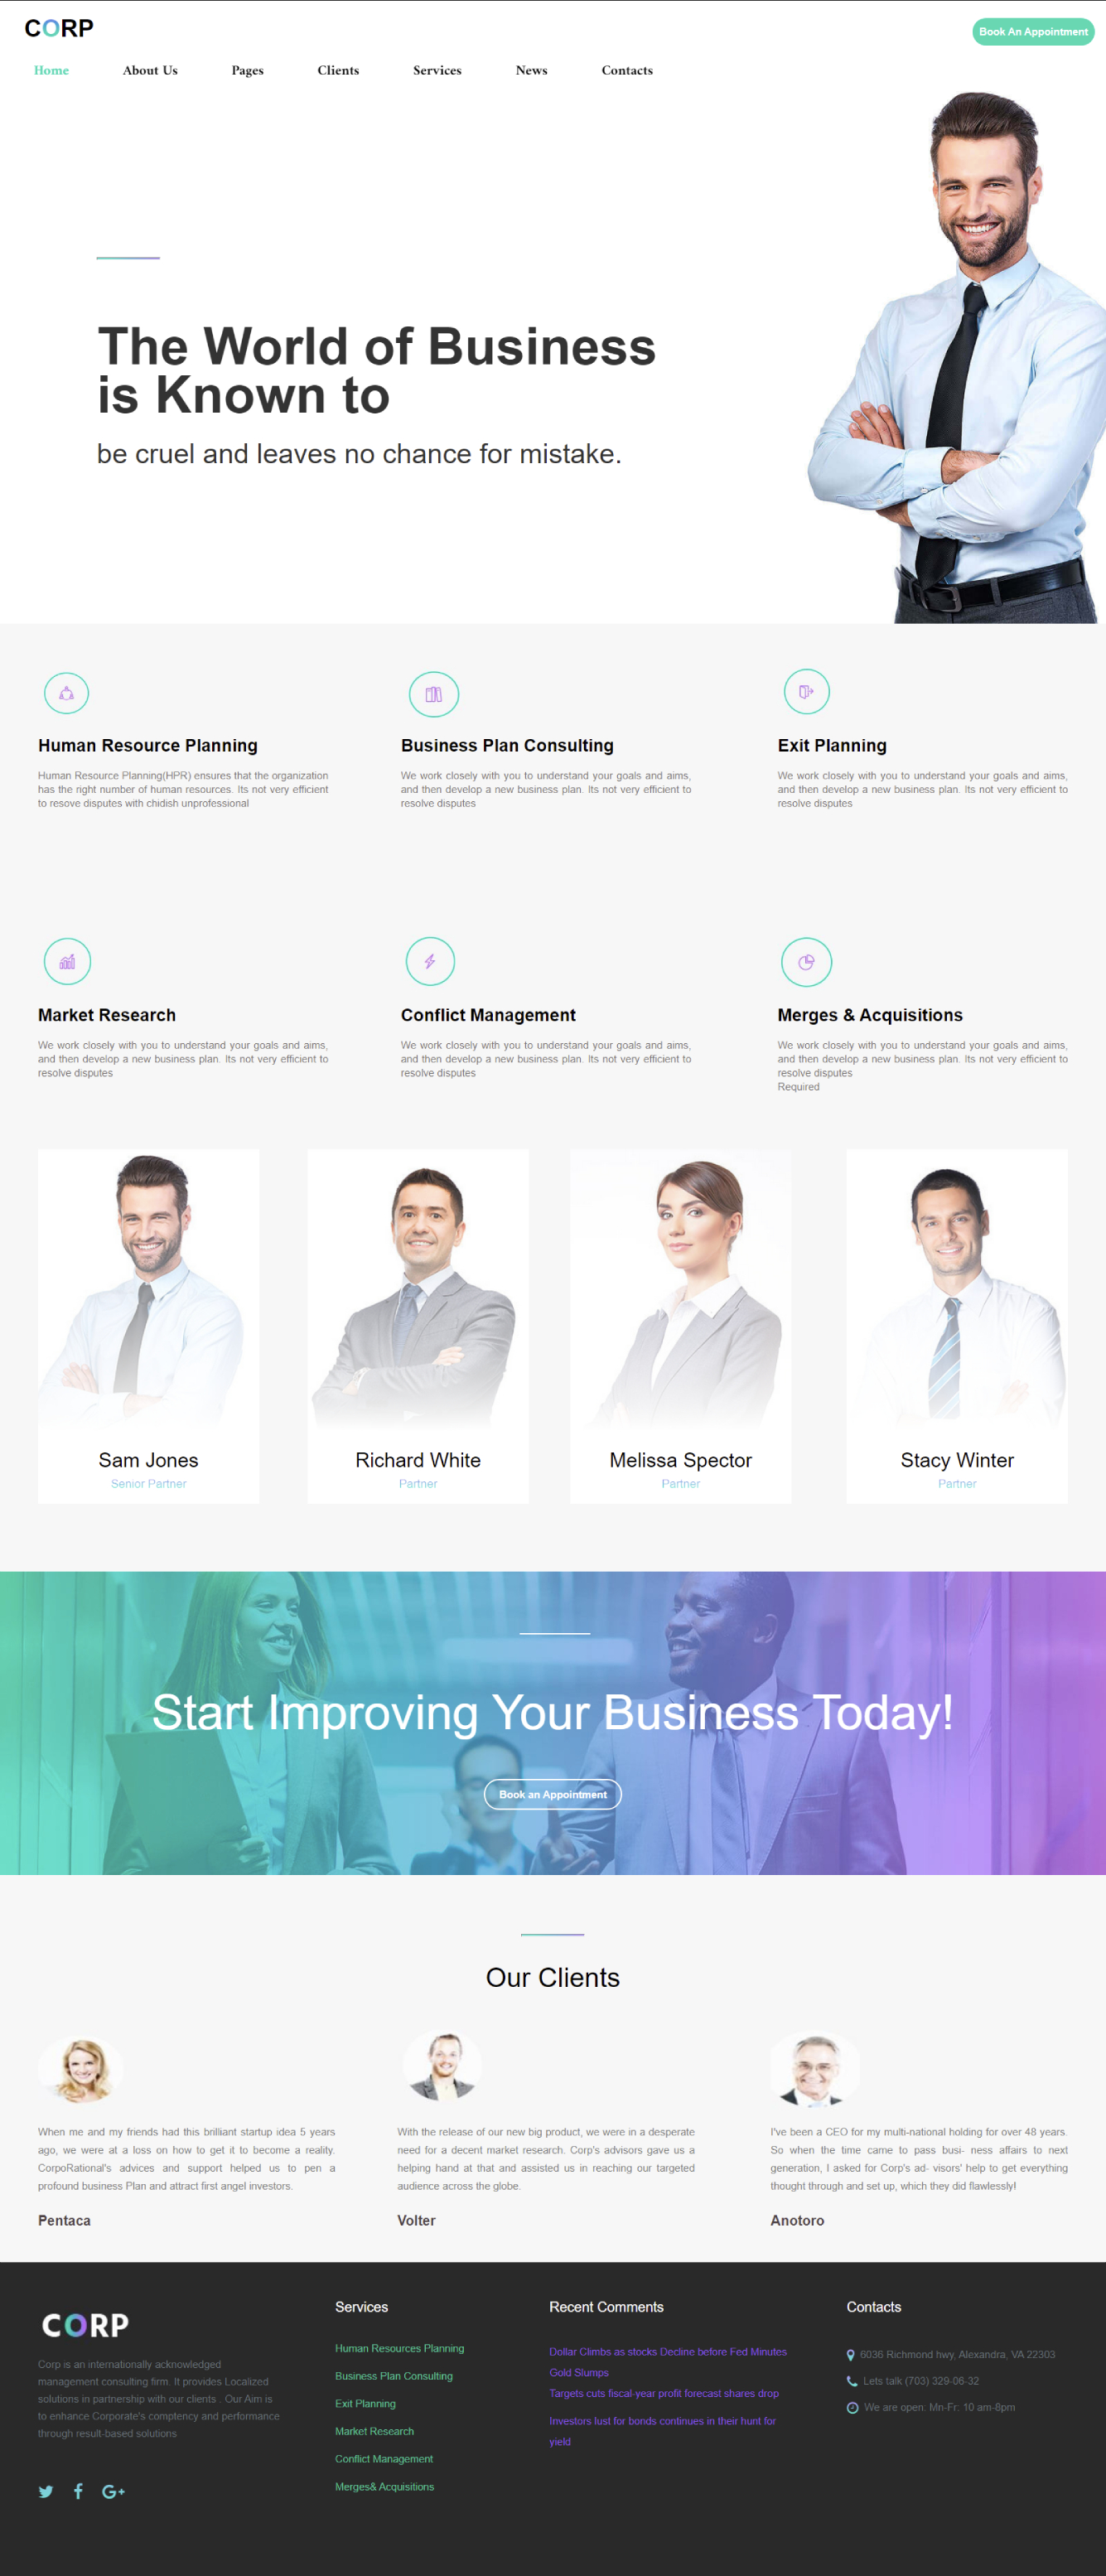 CORP
Book An Appointment
Home About Us Pages Clients Services News Contacts
The World of Business
is Known to
be cruel and leaves no chance for mistake.
Human Resource Planning
Human Resource Planning(HPR) ensures that the organization
has the right number of human resources. Its not very efficient
to resove disputes with chidish unprofessional
Business Plan Consulting
We work closely with you to understand your goals and aims,
and then develop a new business plan. Its not very efficient to
resolve disputes
Exit Planning
We work closely with you to understand your goals and aims,
and then develop a new business plan. Its not very efficient to
resolve disputes
Market Research
We work closely with you to understand your goals and aims,
and then develop a new business plan. Its not very efficient to
resolve disputes
Conflict Management
We work closely with you to understand your goals and aims,
and then develop a new business plan. Its not very efficient to
resolve disputes
Merges & Acquisitions
We work closely with you to understand your goals and aims,
and then develop a new business plan. Its not very efficient to
resolve disputes
Required
Sam Jones
Senior Partner
Richard White
Partner
Melissa Spector
Partner
Stacy Winter
Partner
Start Improving Your Business Today!
Book an Appointment
Our Clients
When me and my friends had this brilliant startup idea 5 years
ago, we were at a loss on how to get it to become a reality.
CorpoRational's advices and support helped us to pen a
profound business Plan and attract first angel investors.
Pentaca
With the release of our new big product, we were in a desperate
need for a decent market research. Corp's advisors gave us a
helping hand at that and assisted us in reaching our targeted
audience across the globe.
Volter
I've been a CEO for my multi-national holding for over 48 years.
So when the time came to pass busi- ness affairs to next
generation, I asked for Corp's ad- visors' help to get everything
thought through and set up, which they did flawlessly!
Anotoro
CORP
Corp is an internationally acknowledged
management consulting firm. It provides Localized
solutions in partnership with our clients . Our Aim is
to enhance Corporate's comptency and performance
through result-based solutions
Services
Human Resources Planning
Business Plan Consulting
Exit Planning
Market Research
Conflict Management
Merges& Acquisitions
Recent Comments
Dollar Climbs as stocks Decline before Fed Minutes
Gold Slumps
Targets cuts fiscal-year profit forecast shares drop
Investors lust for bonds continues in their hunt for
yield
Contacts
6036 Richmond hwy, Alexandra, VA 22303
Lets talk (703) 329-06-32
We are open: Mn-Fr: 10 am-8pm